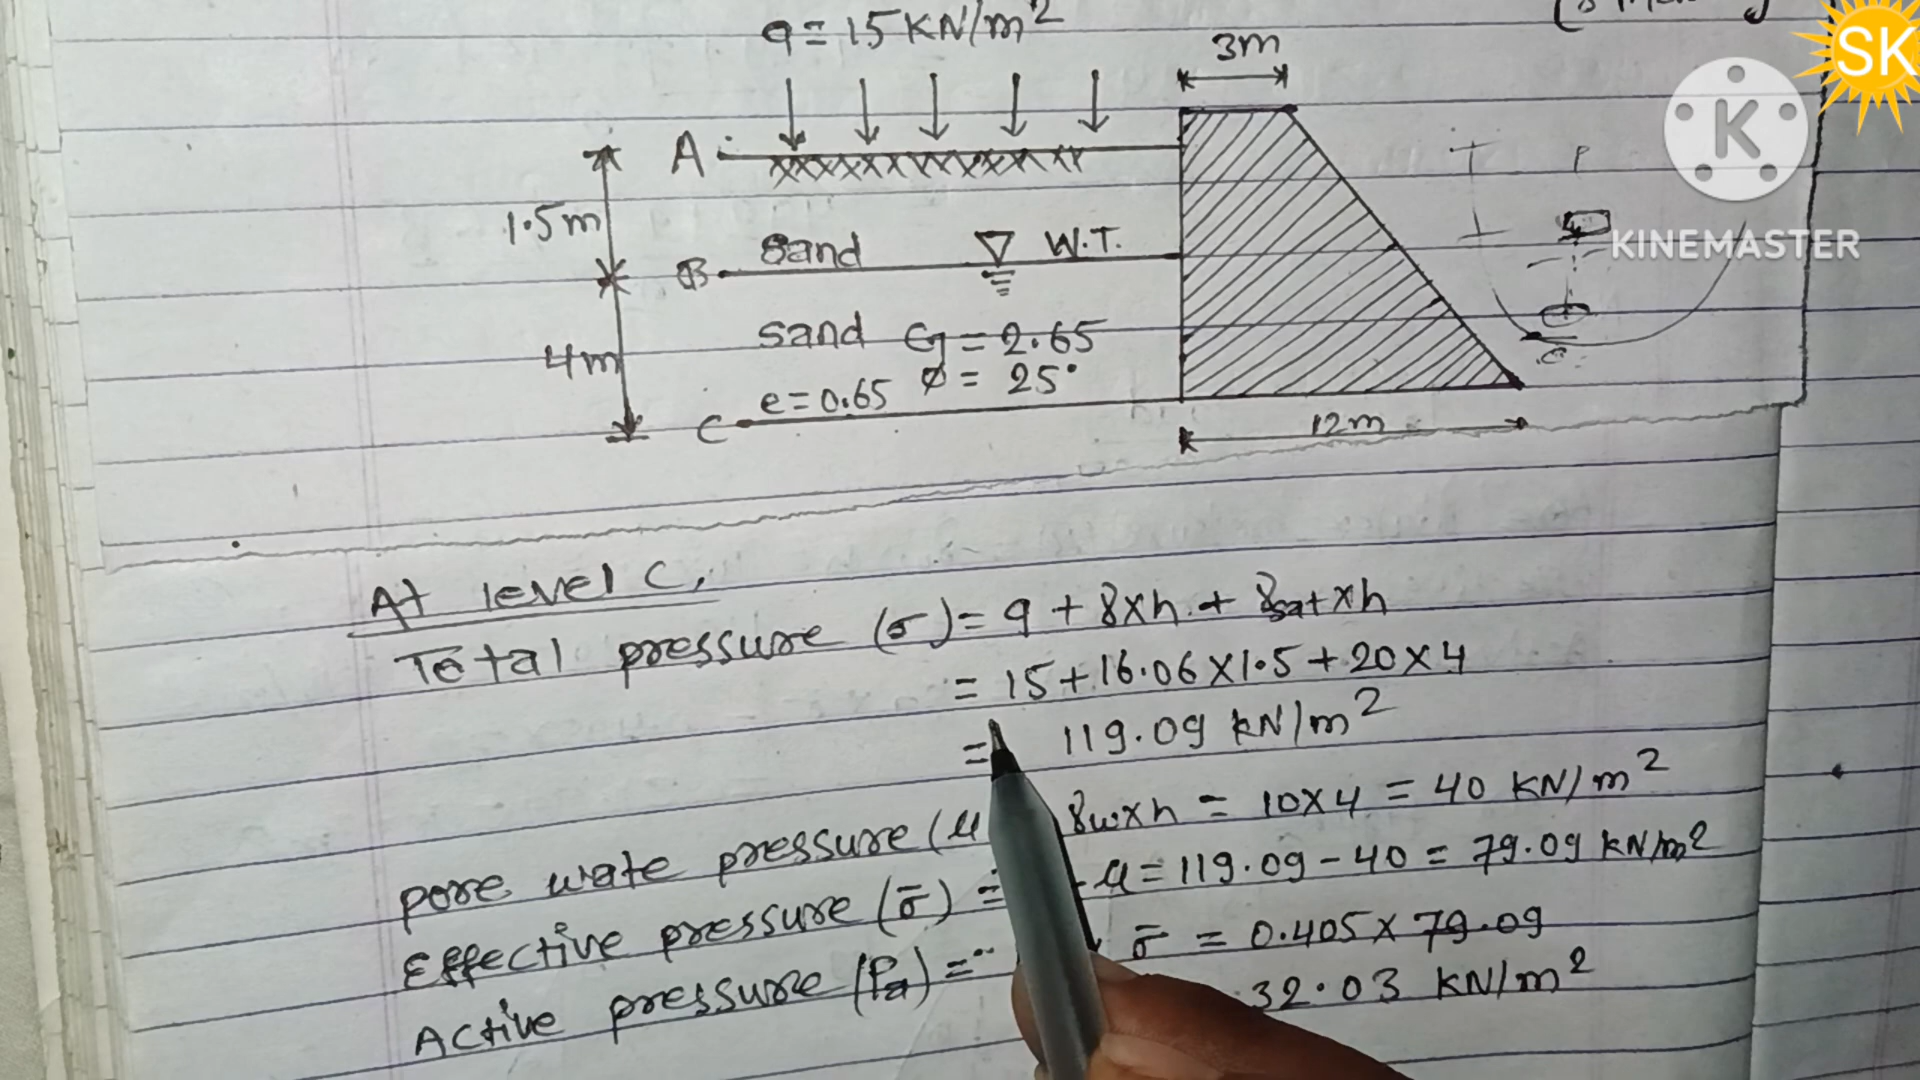 q = 15 KN/m²
3m
SK
K
KINEMASTER
A
1.5m
B
sand
W.T.
4m
sand G = 2.65
e = 0.65 ø = 25°
C
12m
At level C,
Total pressure (σ) = q + γ×h + γsat×h
= 15 + 16.06×1.5 + 20×4
= 119.09 kN/m²
pore wate pressure (u γw×h = 10×4 = 40 KN/m²
Effective pressure (σ̄) = - u = 119.09 - 40 = 79.09 kN/m²
Active pressure (Pa) = σ̄ = 0.405×79.09
32.03 KN/m²